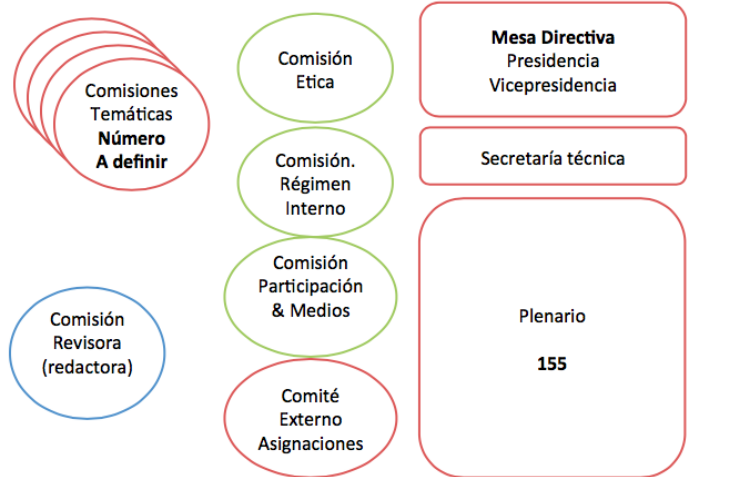 Comisiones
Temáticas
Número
A definir
Comisión
Revisora
(redactora)
Comisión
Etica
Comisión.
Régimen
Interno
Comisión
Participación
& Medios
Comité
Externo
Asignaciones
Mesa Directiva
Presidencia
Vicepresidencia
Secretaría técnica
Plenario
155